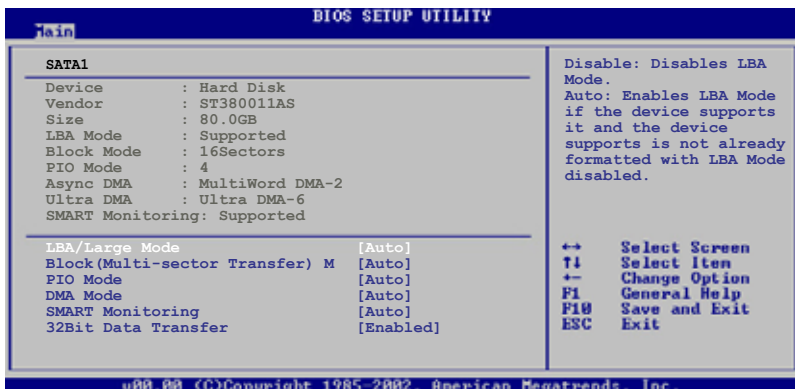 BIOS SETUP UTILITY
Main
SATA1
Device : Hard Disk
Vendor : ST380011AS
Size : 80.0GB
LBA Mode : Supported
Block Mode : 16Sectors
PIO Mode : 4
Async DMA : MultiWord DMA-2
Ultra DMA : Ultra DMA-6
SMART Monitoring: Supported
LBA/Large Mode [Auto]
Block(Multi-sector Transfer) M [Auto]
PIO Mode [Auto]
DMA Mode [Auto]
SMART Monitoring [Auto]
32Bit Data Transfer [Enabled]
Disable: Disables LBA
Mode.
Auto: Enables LBA Mode
if the device supports
it and the device
supports is not already
formatted with LBA Mode
disabled.
←→ Select Screen
↑↓ Select Item
+- Change Option
F1 General Help
F10 Save and Exit
ESC Exit
v00.00 (C)Copyright 1985-2002, American Megatrends, Inc.